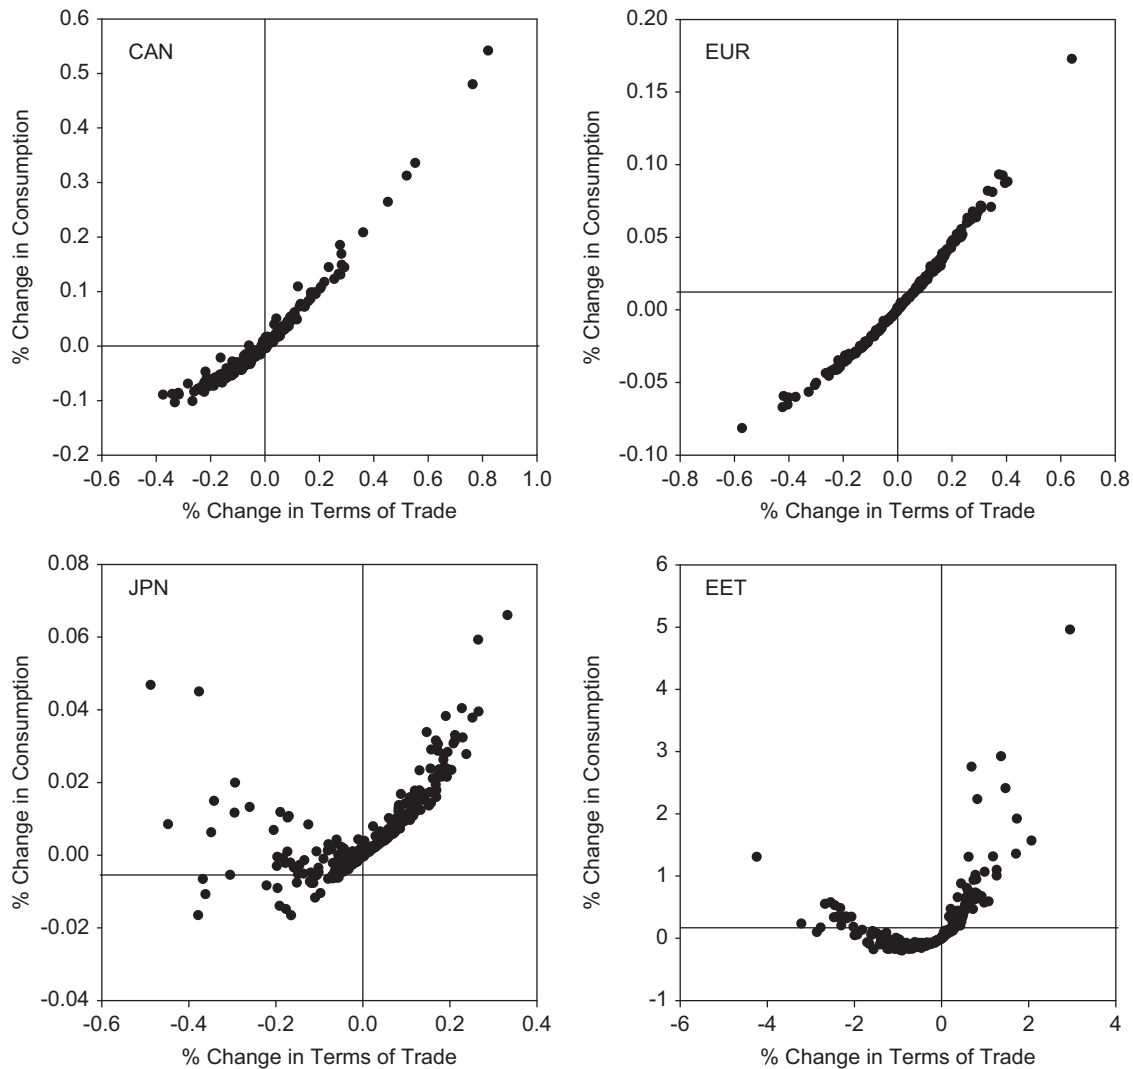 CAN
0.6
0.5
0.4
0.3
0.2
0.1
0.0
-0.1
-0.2
% Change in Consumption
-0.6 -0.4 -0.2 0.0 0.2 0.4 0.6 0.8 1.0
% Change in Terms of Trade
EUR
0.20
0.15
0.10
0.05
0.00
-0.05
-0.10
% Change in Consumption
-0.8 -0.6 -0.4 -0.2 0.0 0.2 0.4 0.6 0.8
% Change in Terms of Trade
JPN
0.08
0.06
0.04
0.02
0.00
-0.02
-0.04
% Change in Consumption
-0.6 -0.4 -0.2 0.0 0.2 0.4
% Change in Terms of Trade
EET
6
5
4
3
2
1
0
-1
% Change in Consumption
-6 -4 -2 0 2 4
% Change in Terms of Trade